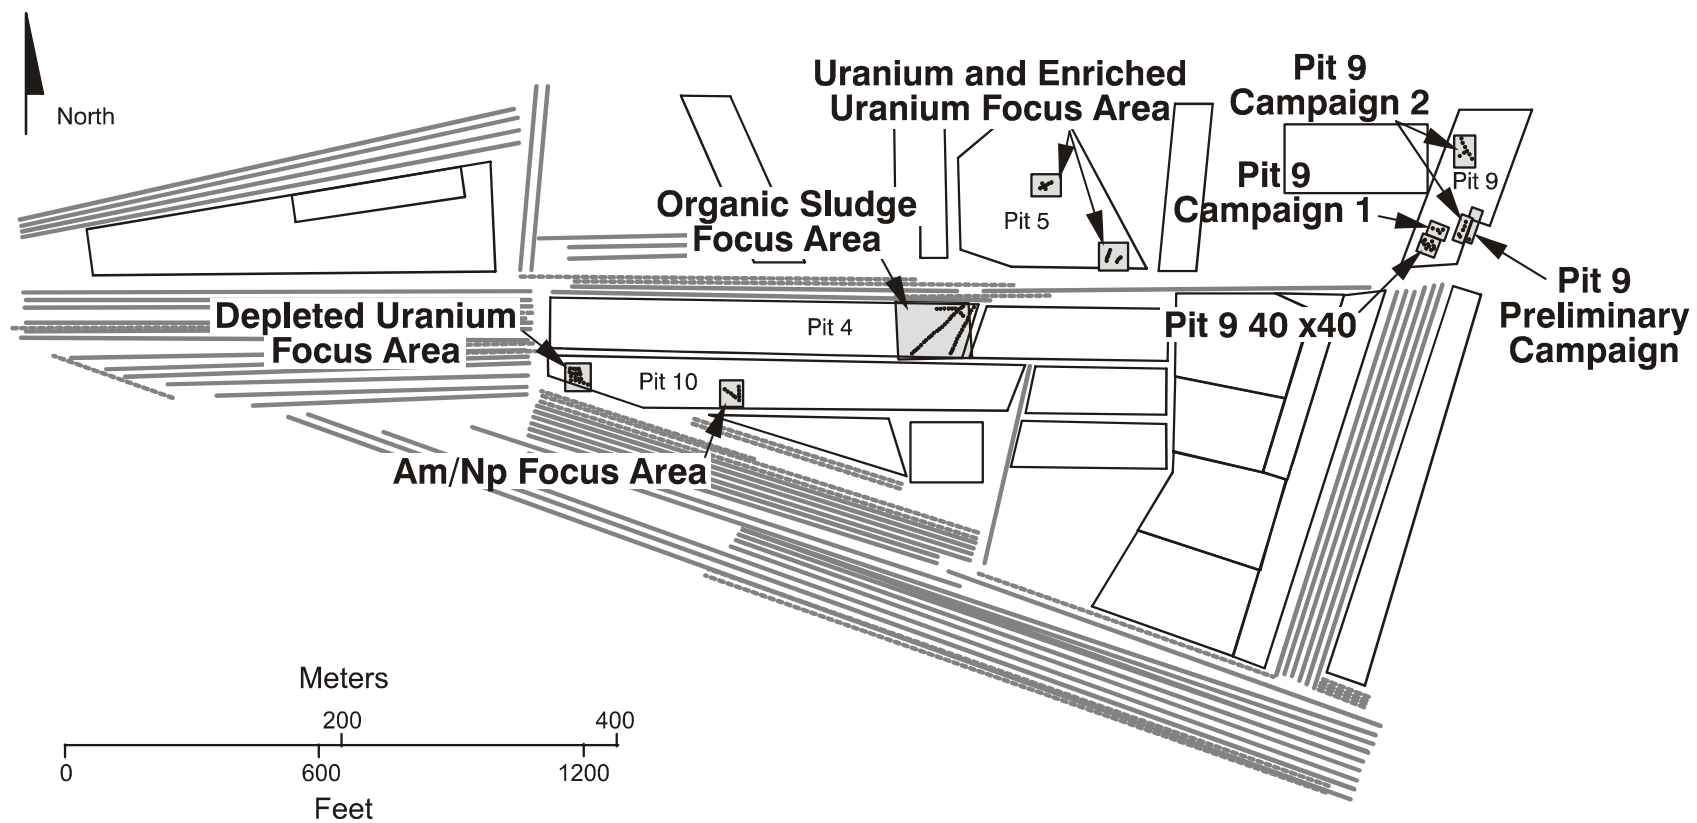 North
Uranium and Enriched
Uranium Focus Area
Pit 9
Campaign 2
Pit 9
Campaign 1
Pit 9
Organic Sludge
Focus Area
Pit 5
Pit 9
Preliminary
Campaign
Depleted Uranium
Focus Area
Pit 4
Pit 9 40 x40
Pit 10
Am/Np Focus Area
Meters
200
400
0
600
1200
Feet